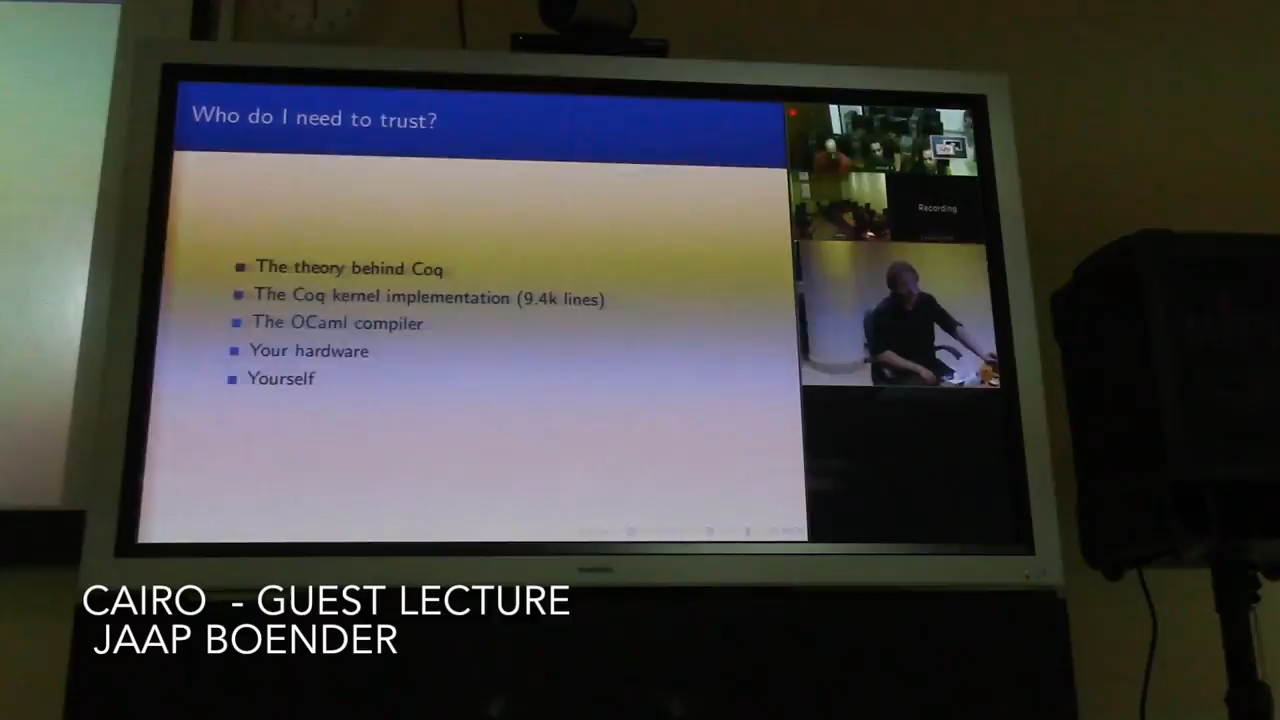 Who do I need to trust?
The theory behind Coq
The Coq kernel implementation (9.4k lines)
The OCaml compiler
Your hardware
Yourself
Recording
CAIRO - GUEST LECTURE
JAAP BOENDER